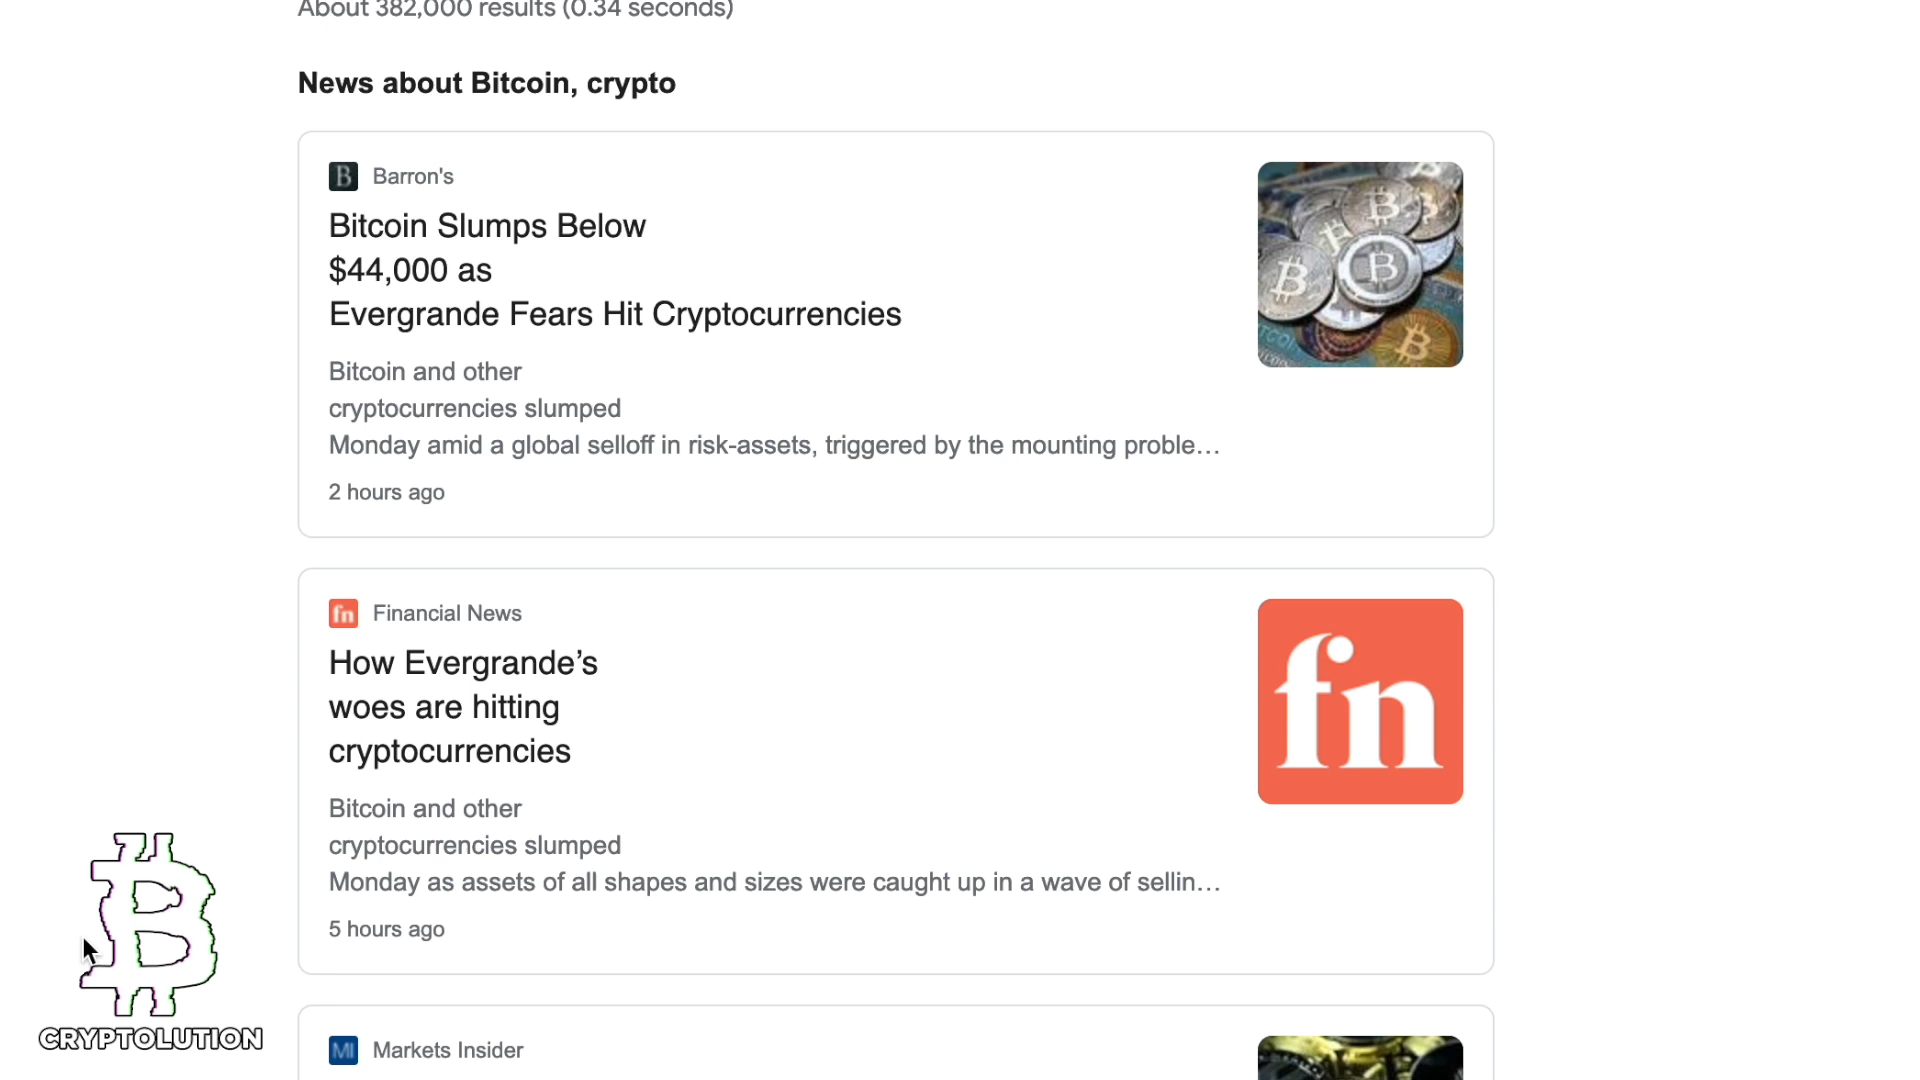 About 382,000 results (0.34 seconds)
News about Bitcoin, crypto
B Barron's
Bitcoin Slumps Below
$44,000 as
Evergrande Fears Hit Cryptocurrencies
Bitcoin and other
cryptocurrencies slumped
Monday amid a global selloff in risk-assets, triggered by the mounting proble...
2 hours ago
fn Financial News
How Evergrande’s
woes are hitting
cryptocurrencies
fn
Bitcoin and other
cryptocurrencies slumped
Monday as assets of all shapes and sizes were caught up in a wave of sellin...
5 hours ago
MI Markets Insider
CRYPTOLUTION